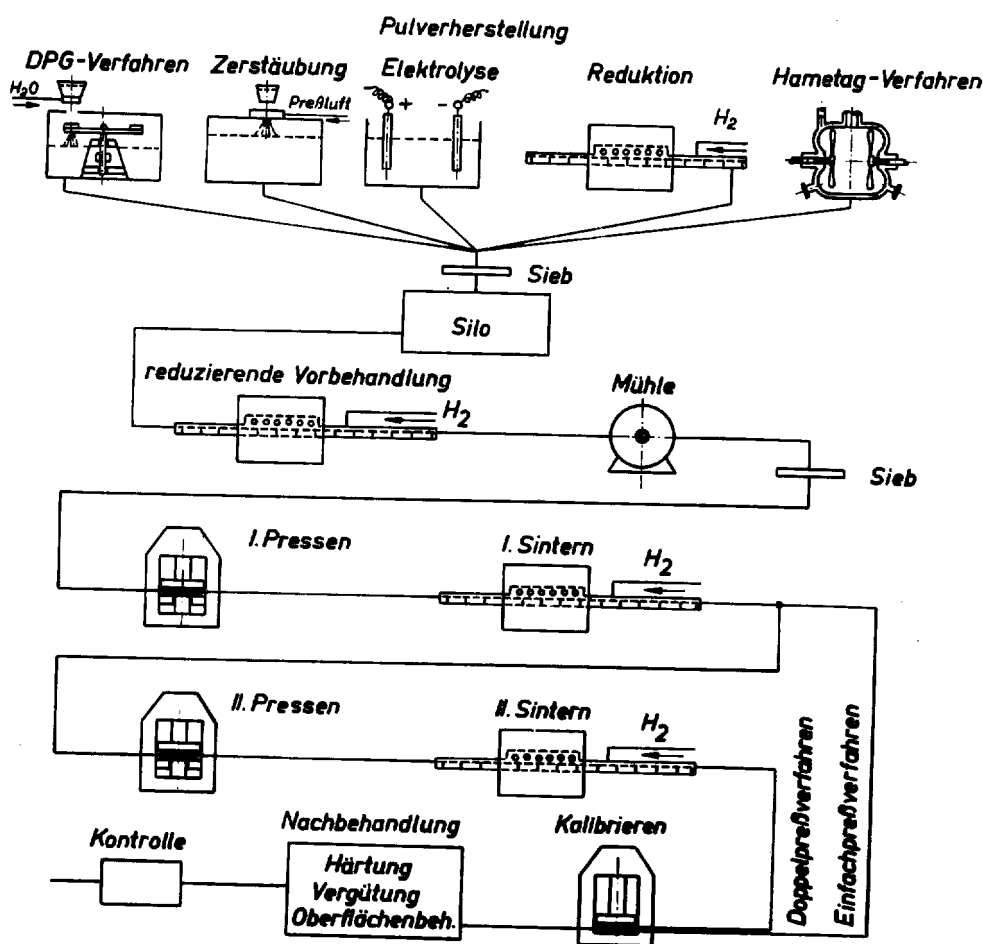 Pulverherstellung
DPG-Verfahren
Zerstäubung
Elektrolyse
Reduktion
Hametag-Verfahren
H2O
Preßluft
+
-
H2
Sieb
Silo
reduzierende Vorbehandlung
H2
Mühle
Sieb
I. Pressen
I. Sintern
H2
II. Pressen
II. Sintern
H2
Doppelpreßverfahren
Einfachpreßverfahren
Kontrolle
Nachbehandlung
Kalibrieren
Härtung
Vergütung
Oberflächenbeh.